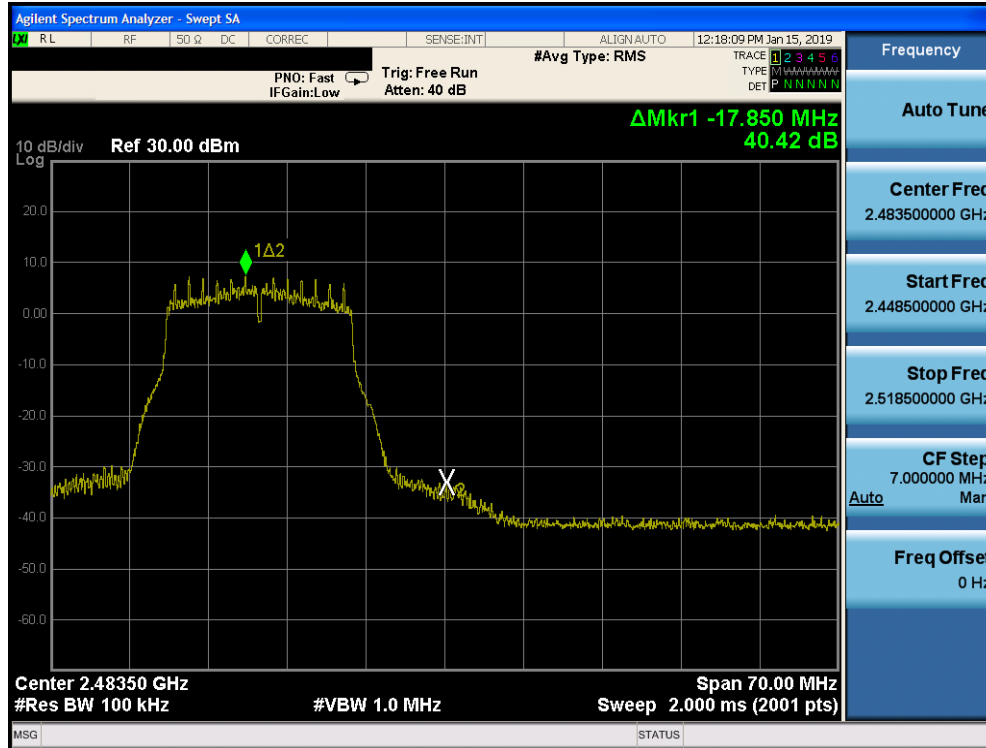 Agilent Spectrum Analyzer - Swept SA
LXI RL RF 50 Ω DC CORREC SENSE:INT ALIGN AUTO 12:18:09 PM Jan 15, 2019
#Avg Type: RMS
TRACE 1 2 3 4 5 6
TYPE M WWWWW
DET P N N N N N
PNO: Fast Trig: Free Run
IFGain:Low Atten: 40 dB
ΔMkr1 -17.850 MHz
40.42 dB
10 dB/div Ref 30.00 dBm
Log
20.0
10.0
0.00
-10.0
-20.0
-30.0
-40.0
-50.0
-60.0
1Δ2
X2
Center 2.48350 GHz Span 70.00 MHz
#Res BW 100 kHz #VBW 1.0 MHz Sweep 2.000 ms (2001 pts)
MSG STATUS
Frequency
Auto Tune
Center Freq
2.483500000 GHz
Start Freq
2.448500000 GHz
Stop Freq
2.518500000 GHz
CF Step
7.000000 MHz
Auto Man
Freq Offset
0 Hz